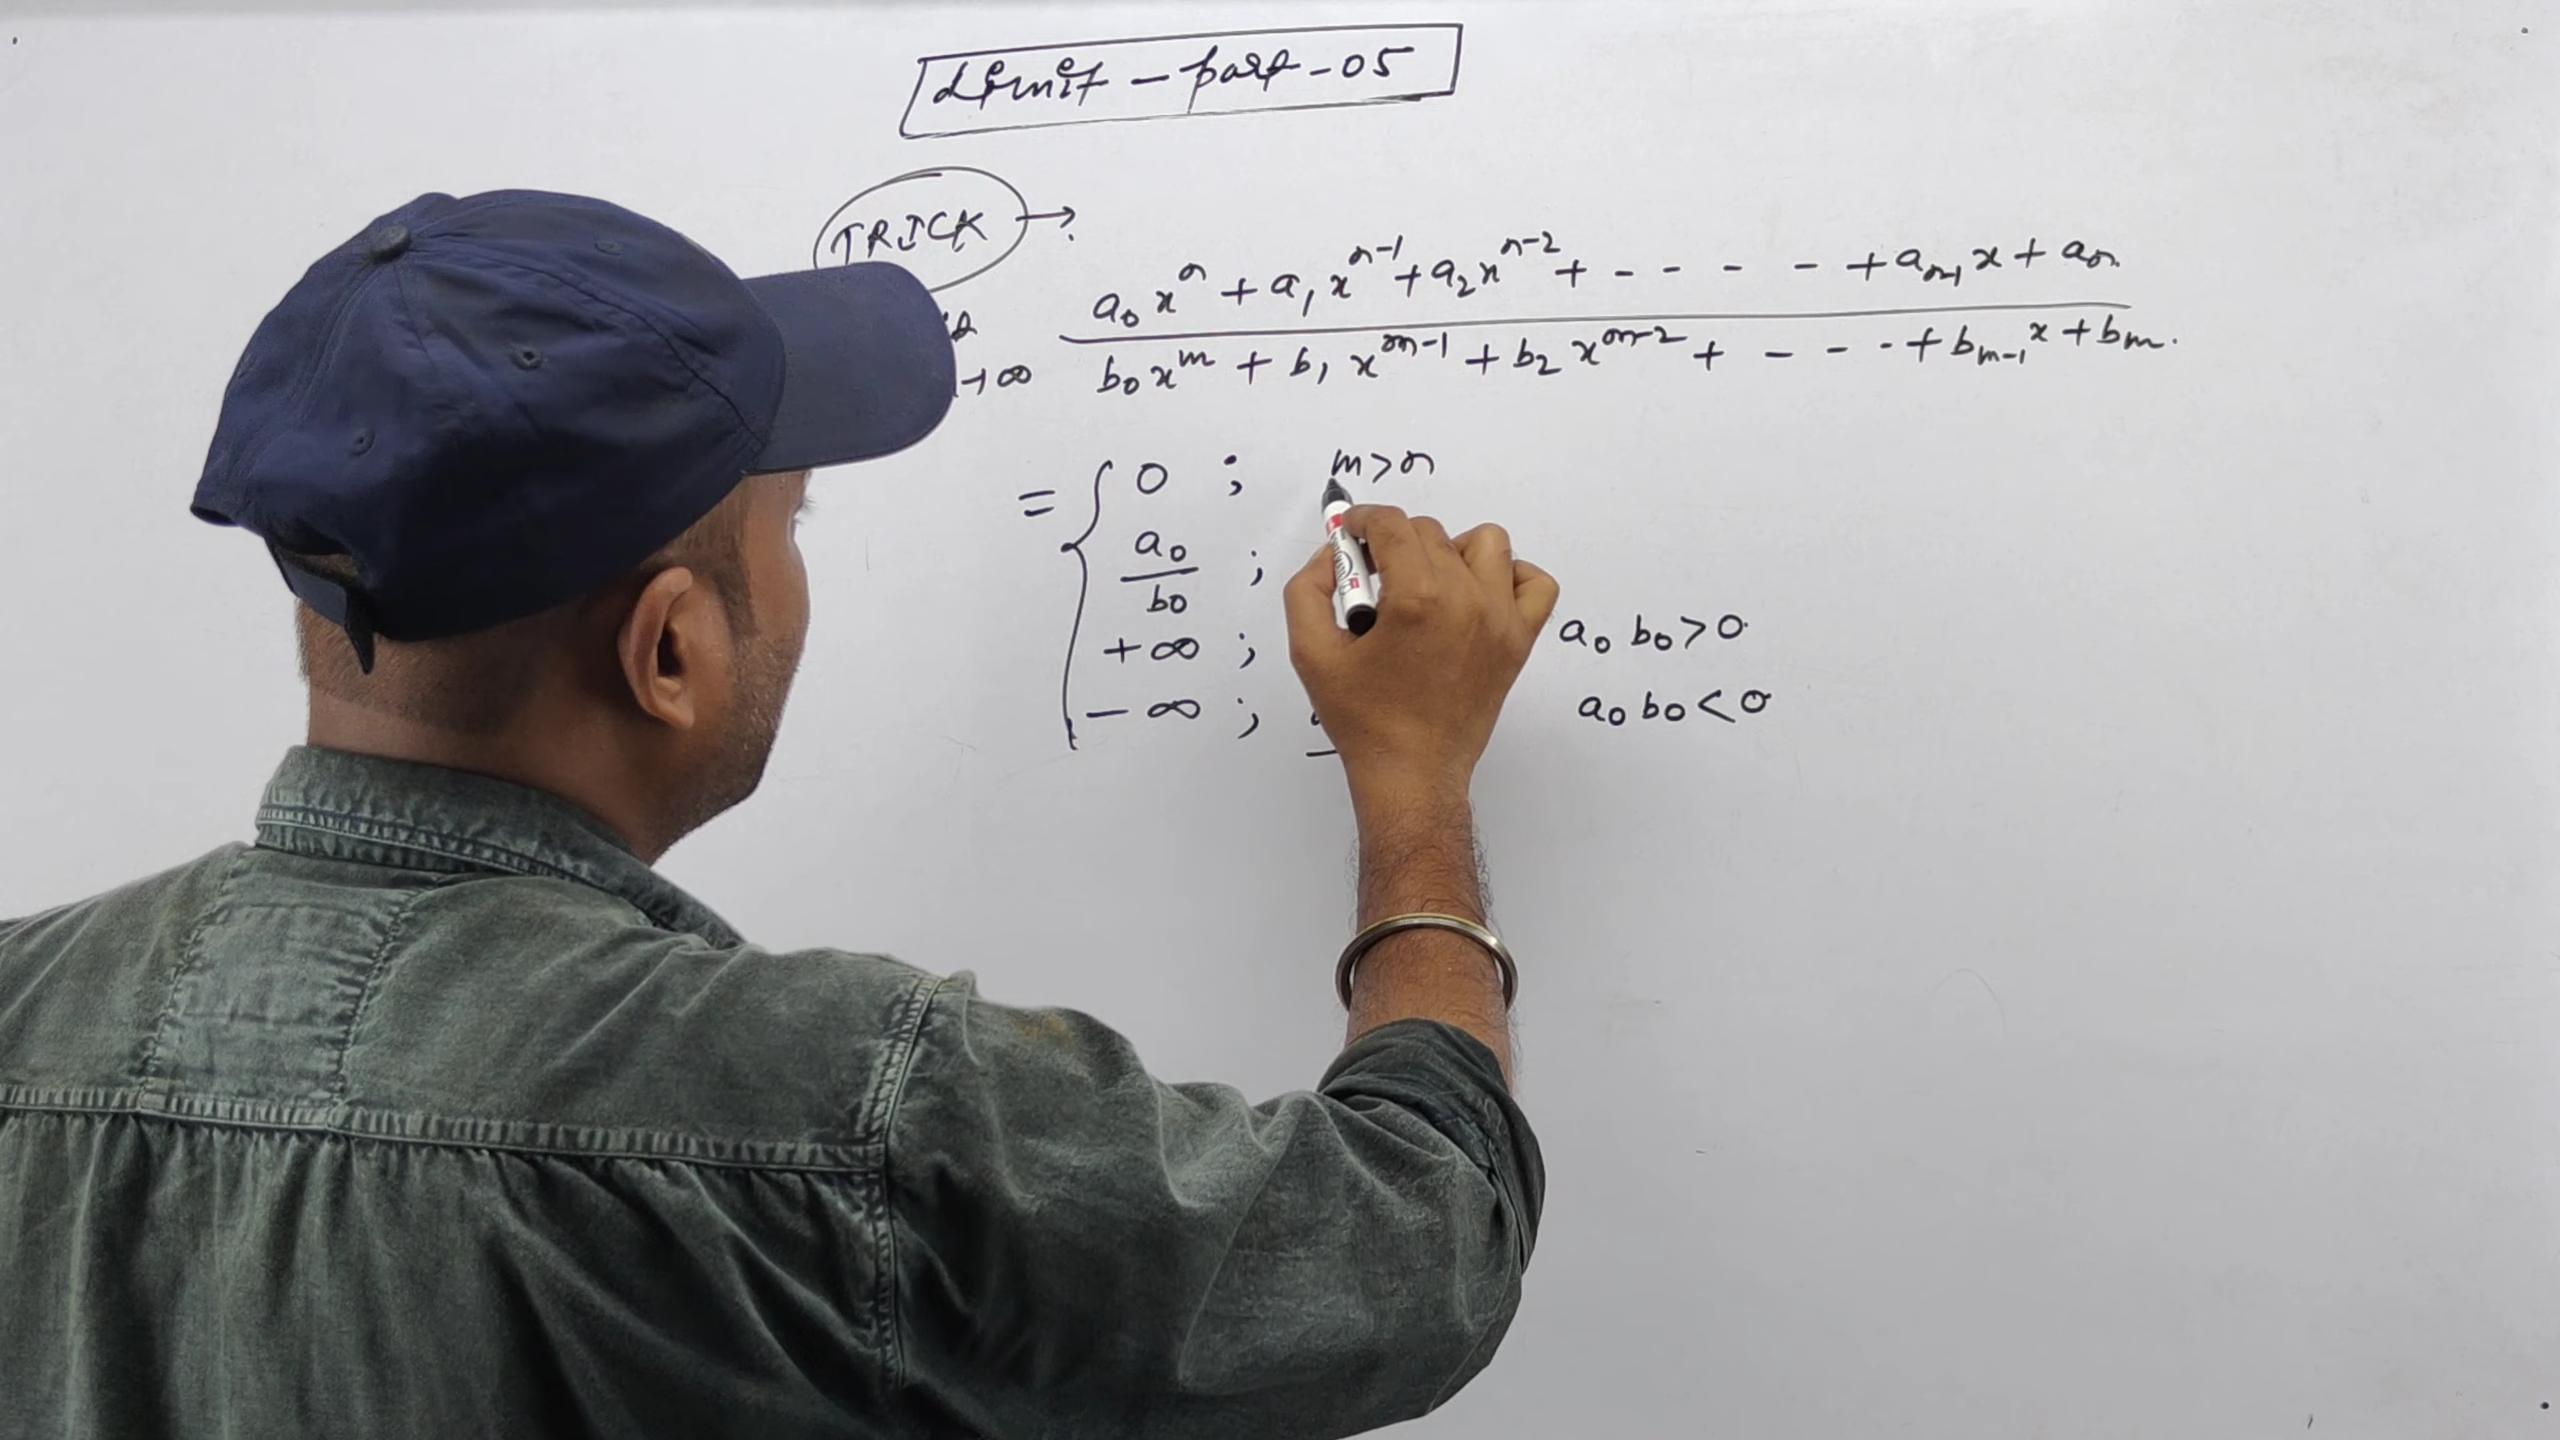 Limit - part - 05
TRICK →
a₀xⁿ + a₁xⁿ⁻¹ + a₂xⁿ⁻² + - - - - + aₙ₋₁x + aₙ
→∞ b₀xᵐ + b₁xᵐ⁻¹ + b₂xᵐ⁻² + - - - + bₘ₋₁x + bₘ.
= { 0 ; m>n
a₀/b₀ ;
+∞ ; a₀b₀>0
-∞ ; a₀b₀<0